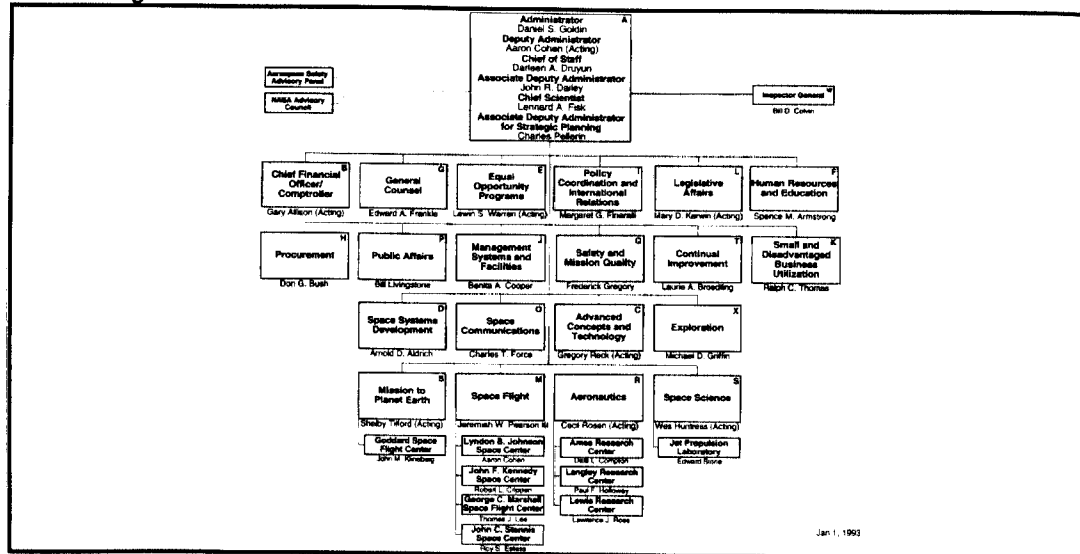 Administrator
A
Daniel S. Goldin
Deputy Administrator
Aaron Cohen (Acting)
Chief of Staff
Darleen A. Druyun
Associate Deputy Administrator
John R. Dailey
Chief Scientist
Lennard A. Fisk
Associate Deputy Administrator
for Strategic Planning
Charles Pellerin
Aerospace Safety
Advisory Panel
NASA Advisory
Council
Inspector General
W
Bill D. Colvin
Chief Financial
Officer/
Comptroller
B
Gary Allison (Acting)
General
Counsel
G
Edward A. Frankle
Equal
Opportunity
Programs
E
Lewin S. Warren (Acting)
Policy
Coordination and
International
Relations
I
Margaret G. Finarelli
Legislative
Affairs
L
Mary D. Kerwin (Acting)
Human Resources
and Education
F
Spence M. Armstrong
Procurement
H
Don G. Bush
Public Affairs
P
Bill Livingstone
Management
Systems and
Facilities
J
Benita A. Cooper
Safety and
Mission Quality
Q
Frederick Gregory
Continual
Improvement
T
Laurie A. Broedling
Small and
Disadvantaged
Business
Utilization
K
Ralph C. Thomas
Space Systems
Development
D
Arnold D. Aldrich
Space
Communications
O
Charles T. Force
Advanced
Concepts and
Technology
C
Gregory Reck (Acting)
Exploration
X
Michael D. Griffin
Mission to
Planet Earth
Shelby Tilford (Acting)
Space Flight
M
Jeremiah W. Pearson III
Aeronautics
R
Cecil Rosen (Acting)
Space Science
S
Wes Huntress (Acting)
Goddard Space
Flight Center
John M. Klineberg
Lyndon B. Johnson
Space Center
Aaron Cohen
John F. Kennedy
Space Center
Robert L. Crippen
George C. Marshall
Space Flight Center
Thomas J. Lee
John C. Stennis
Space Center
Roy S. Estess
Ames Research
Center
Dale L. Compton
Langley Research
Center
Paul F. Holloway
Lewis Research
Center
Lawrence J. Ross
Jet Propulsion
Laboratory
Edward Stone
Jan 1, 1993